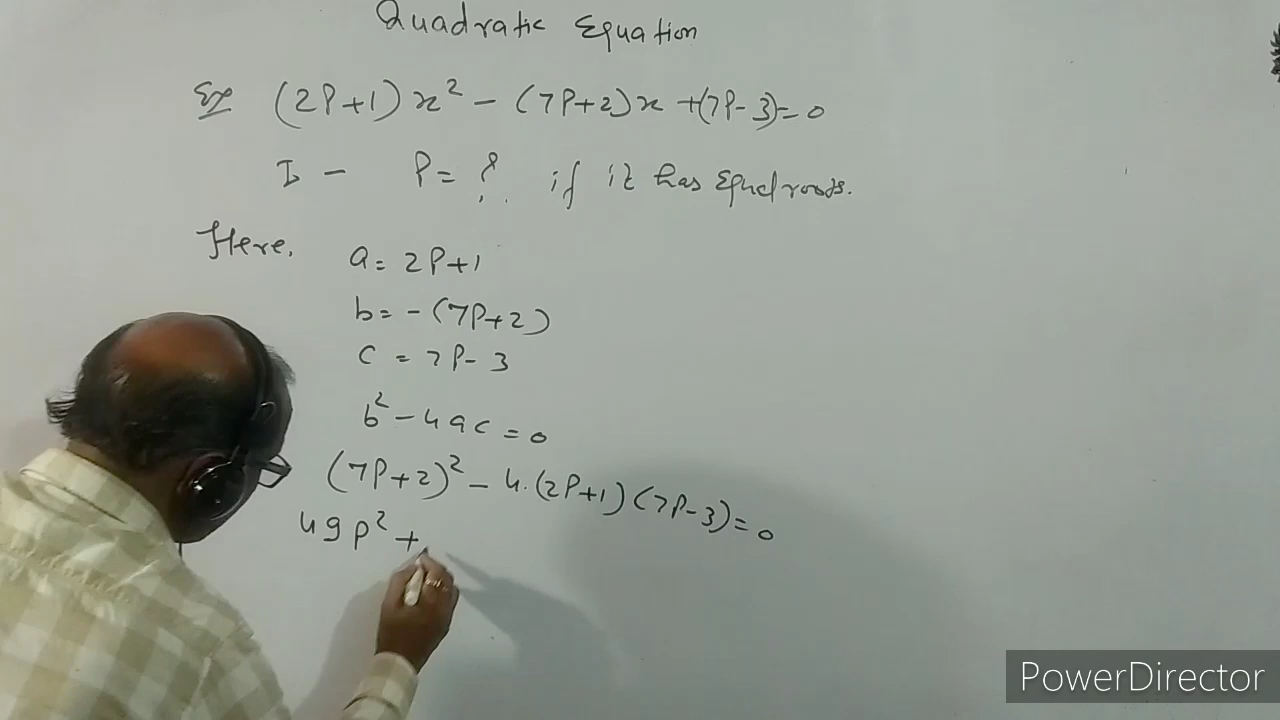 Quadratic Equation
Ex (2P+1)x² - (7P+2)x +(7P-3)=0
I - P= ? if it has Equal roots.
Here,
a= 2P+1
b= -(7P+2)
c = 7P-3
b² - 4ac = 0
(7P+2)² - 4.(2P+1)(7P-3)=0
49p² +
PowerDirector